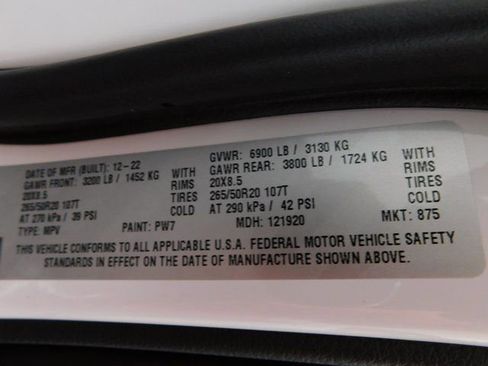 DATE OF MFR (BUILT): 12-22 GVWR: 6900 LB / 3130 KG
GAWR FRONT: 3200 LB / 1452 KG WITH GAWR REAR: 3800 LB / 1724 KG WITH
20X8.5 RIMS 20X8.5 RIMS
265/50R20 107T TIRES 265/50R20 107T TIRES
AT 270 kPa / 39 PSI COLD AT 290 kPa / 42 PSI COLD
TYPE: MPV PAINT: PW7 MDH: 121920 MKT: 875
THIS VEHICLE CONFORMS TO ALL APPLICABLE U.S.A. FEDERAL MOTOR VEHICLE SAFETY
STANDARDS IN EFFECT ON THE DATE OF MANUFACTURE SHOWN ABOVE.